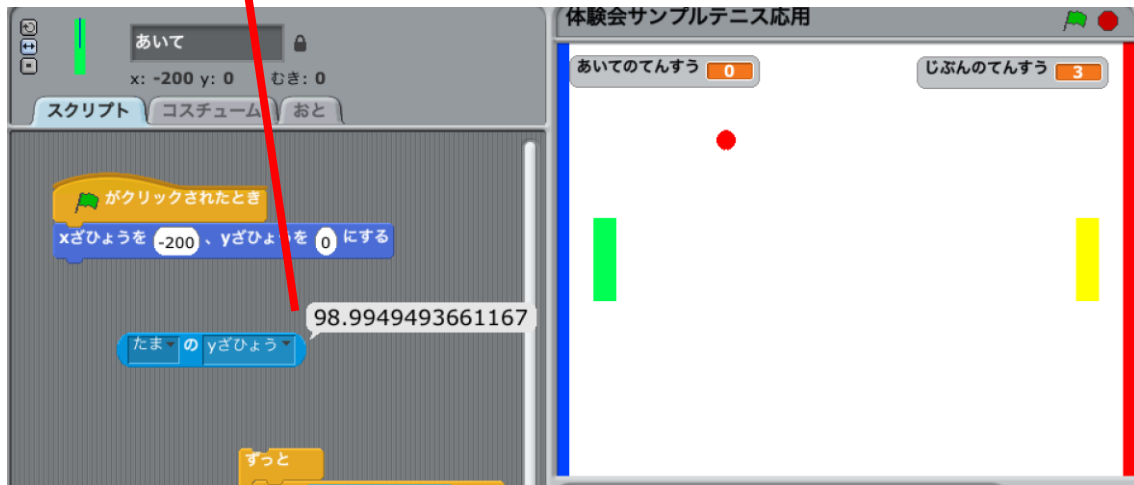 あいて
x: -200 y: 0 むき: 0
スクリプト コスチューム おと
がクリックされたとき
xざひょうを -200 、yざひょうを 0 にする
98.9949493661167
たま の yざひょう
ずっと
体験会サンプルテニス応用
あいてのてんすう 0
じぶんのてんすう 3